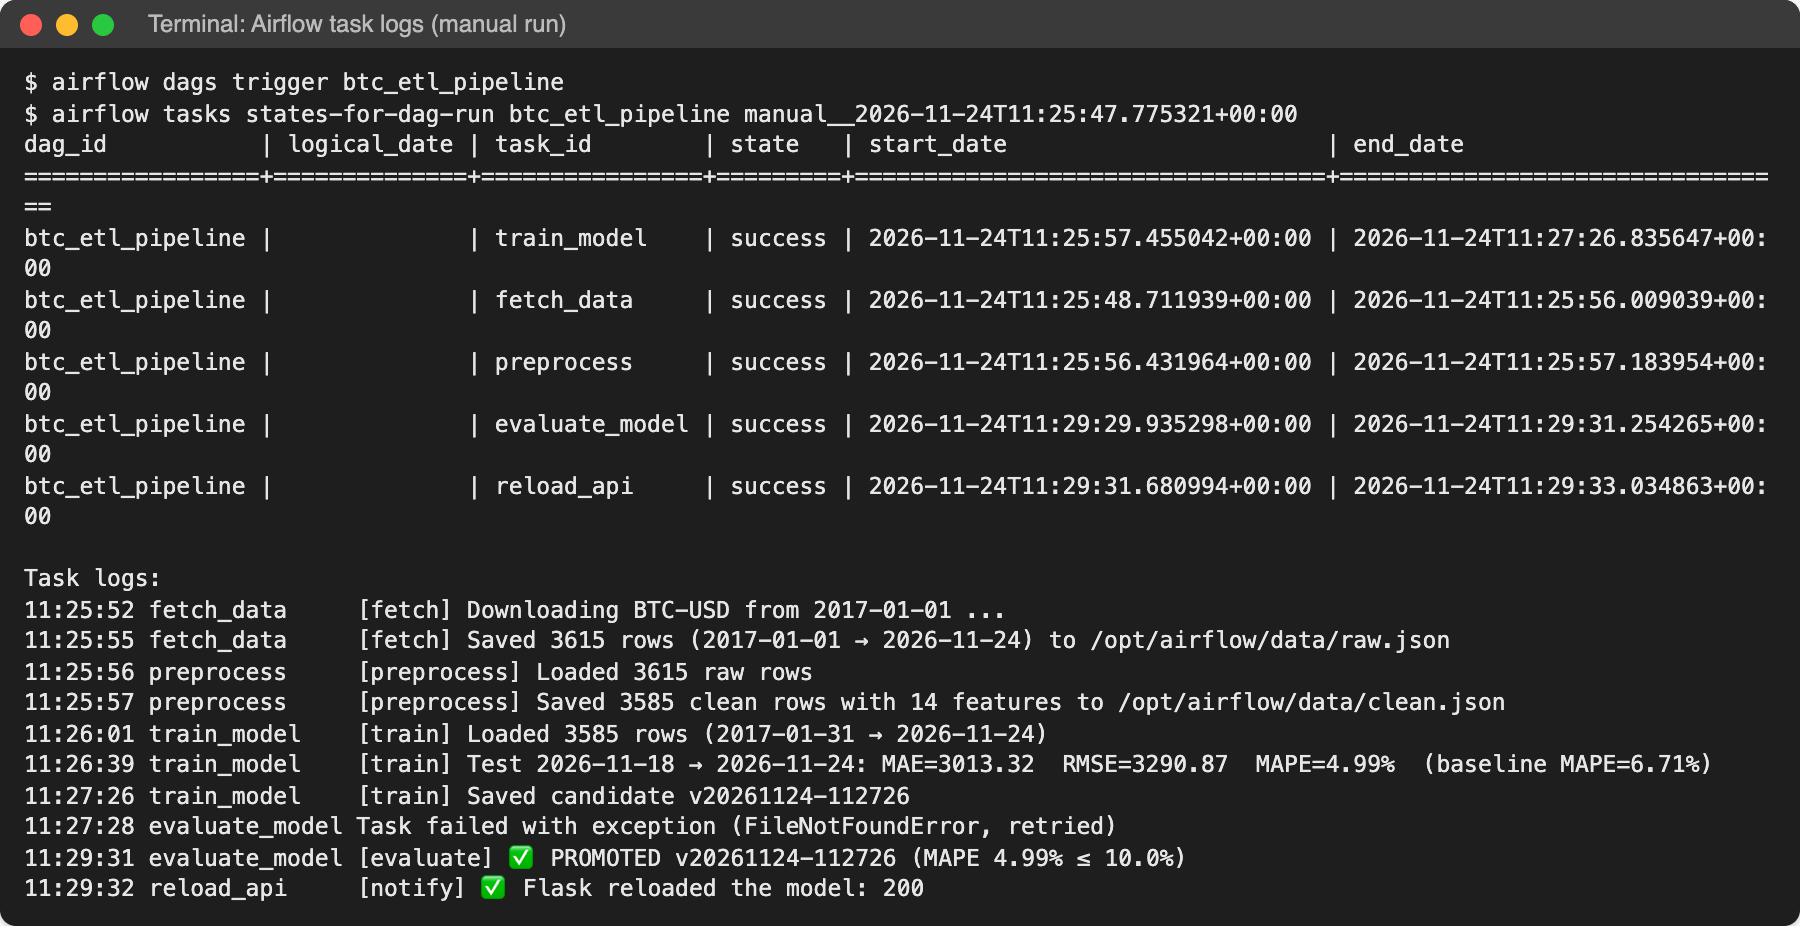 Terminal: Airflow task logs (manual run)
$ airflow dags trigger btc_etl_pipeline
$ airflow tasks states-for-dag-run btc_etl_pipeline manual__2026-11-24T11:25:47.775321+00:00
dag_id           | logical_date | task_id        | state   | start_date                       | end_date
=================+==============+================+=========+==================================+===============================
==
btc_etl_pipeline |              | train_model    | success | 2026-11-24T11:25:57.455042+00:00 | 2026-11-24T11:27:26.835647+00:
00
btc_etl_pipeline |              | fetch_data     | success | 2026-11-24T11:25:48.711939+00:00 | 2026-11-24T11:25:56.009039+00:
00
btc_etl_pipeline |              | preprocess     | success | 2026-11-24T11:25:56.431964+00:00 | 2026-11-24T11:25:57.183954+00:
00
btc_etl_pipeline |              | evaluate_model | success | 2026-11-24T11:29:29.935298+00:00 | 2026-11-24T11:29:31.254265+00:
00
btc_etl_pipeline |              | reload_api     | success | 2026-11-24T11:29:31.680994+00:00 | 2026-11-24T11:29:33.034863+00:
00
Task logs:
11:25:52 fetch_data     [fetch] Downloading BTC-USD from 2017-01-01 ...
11:25:55 fetch_data     [fetch] Saved 3615 rows (2017-01-01 → 2026-11-24) to /opt/airflow/data/raw.json
11:25:56 preprocess     [preprocess] Loaded 3615 raw rows
11:25:57 preprocess     [preprocess] Saved 3585 clean rows with 14 features to /opt/airflow/data/clean.json
11:26:01 train_model    [train] Loaded 3585 rows (2017-01-31 → 2026-11-24)
11:26:39 train_model    [train] Test 2026-11-18 → 2026-11-24: MAE=3013.32  RMSE=3290.87  MAPE=4.99%  (baseline MAPE=6.71%)
11:27:26 train_model    [train] Saved candidate v20261124-112726
11:27:28 evaluate_model Task failed with exception (FileNotFoundError, retried)
11:29:31 evaluate_model [evaluate] ✅ PROMOTED v20261124-112726 (MAPE 4.99% ≤ 10.0%)
11:29:32 reload_api     [notify] ✅ Flask reloaded the model: 200